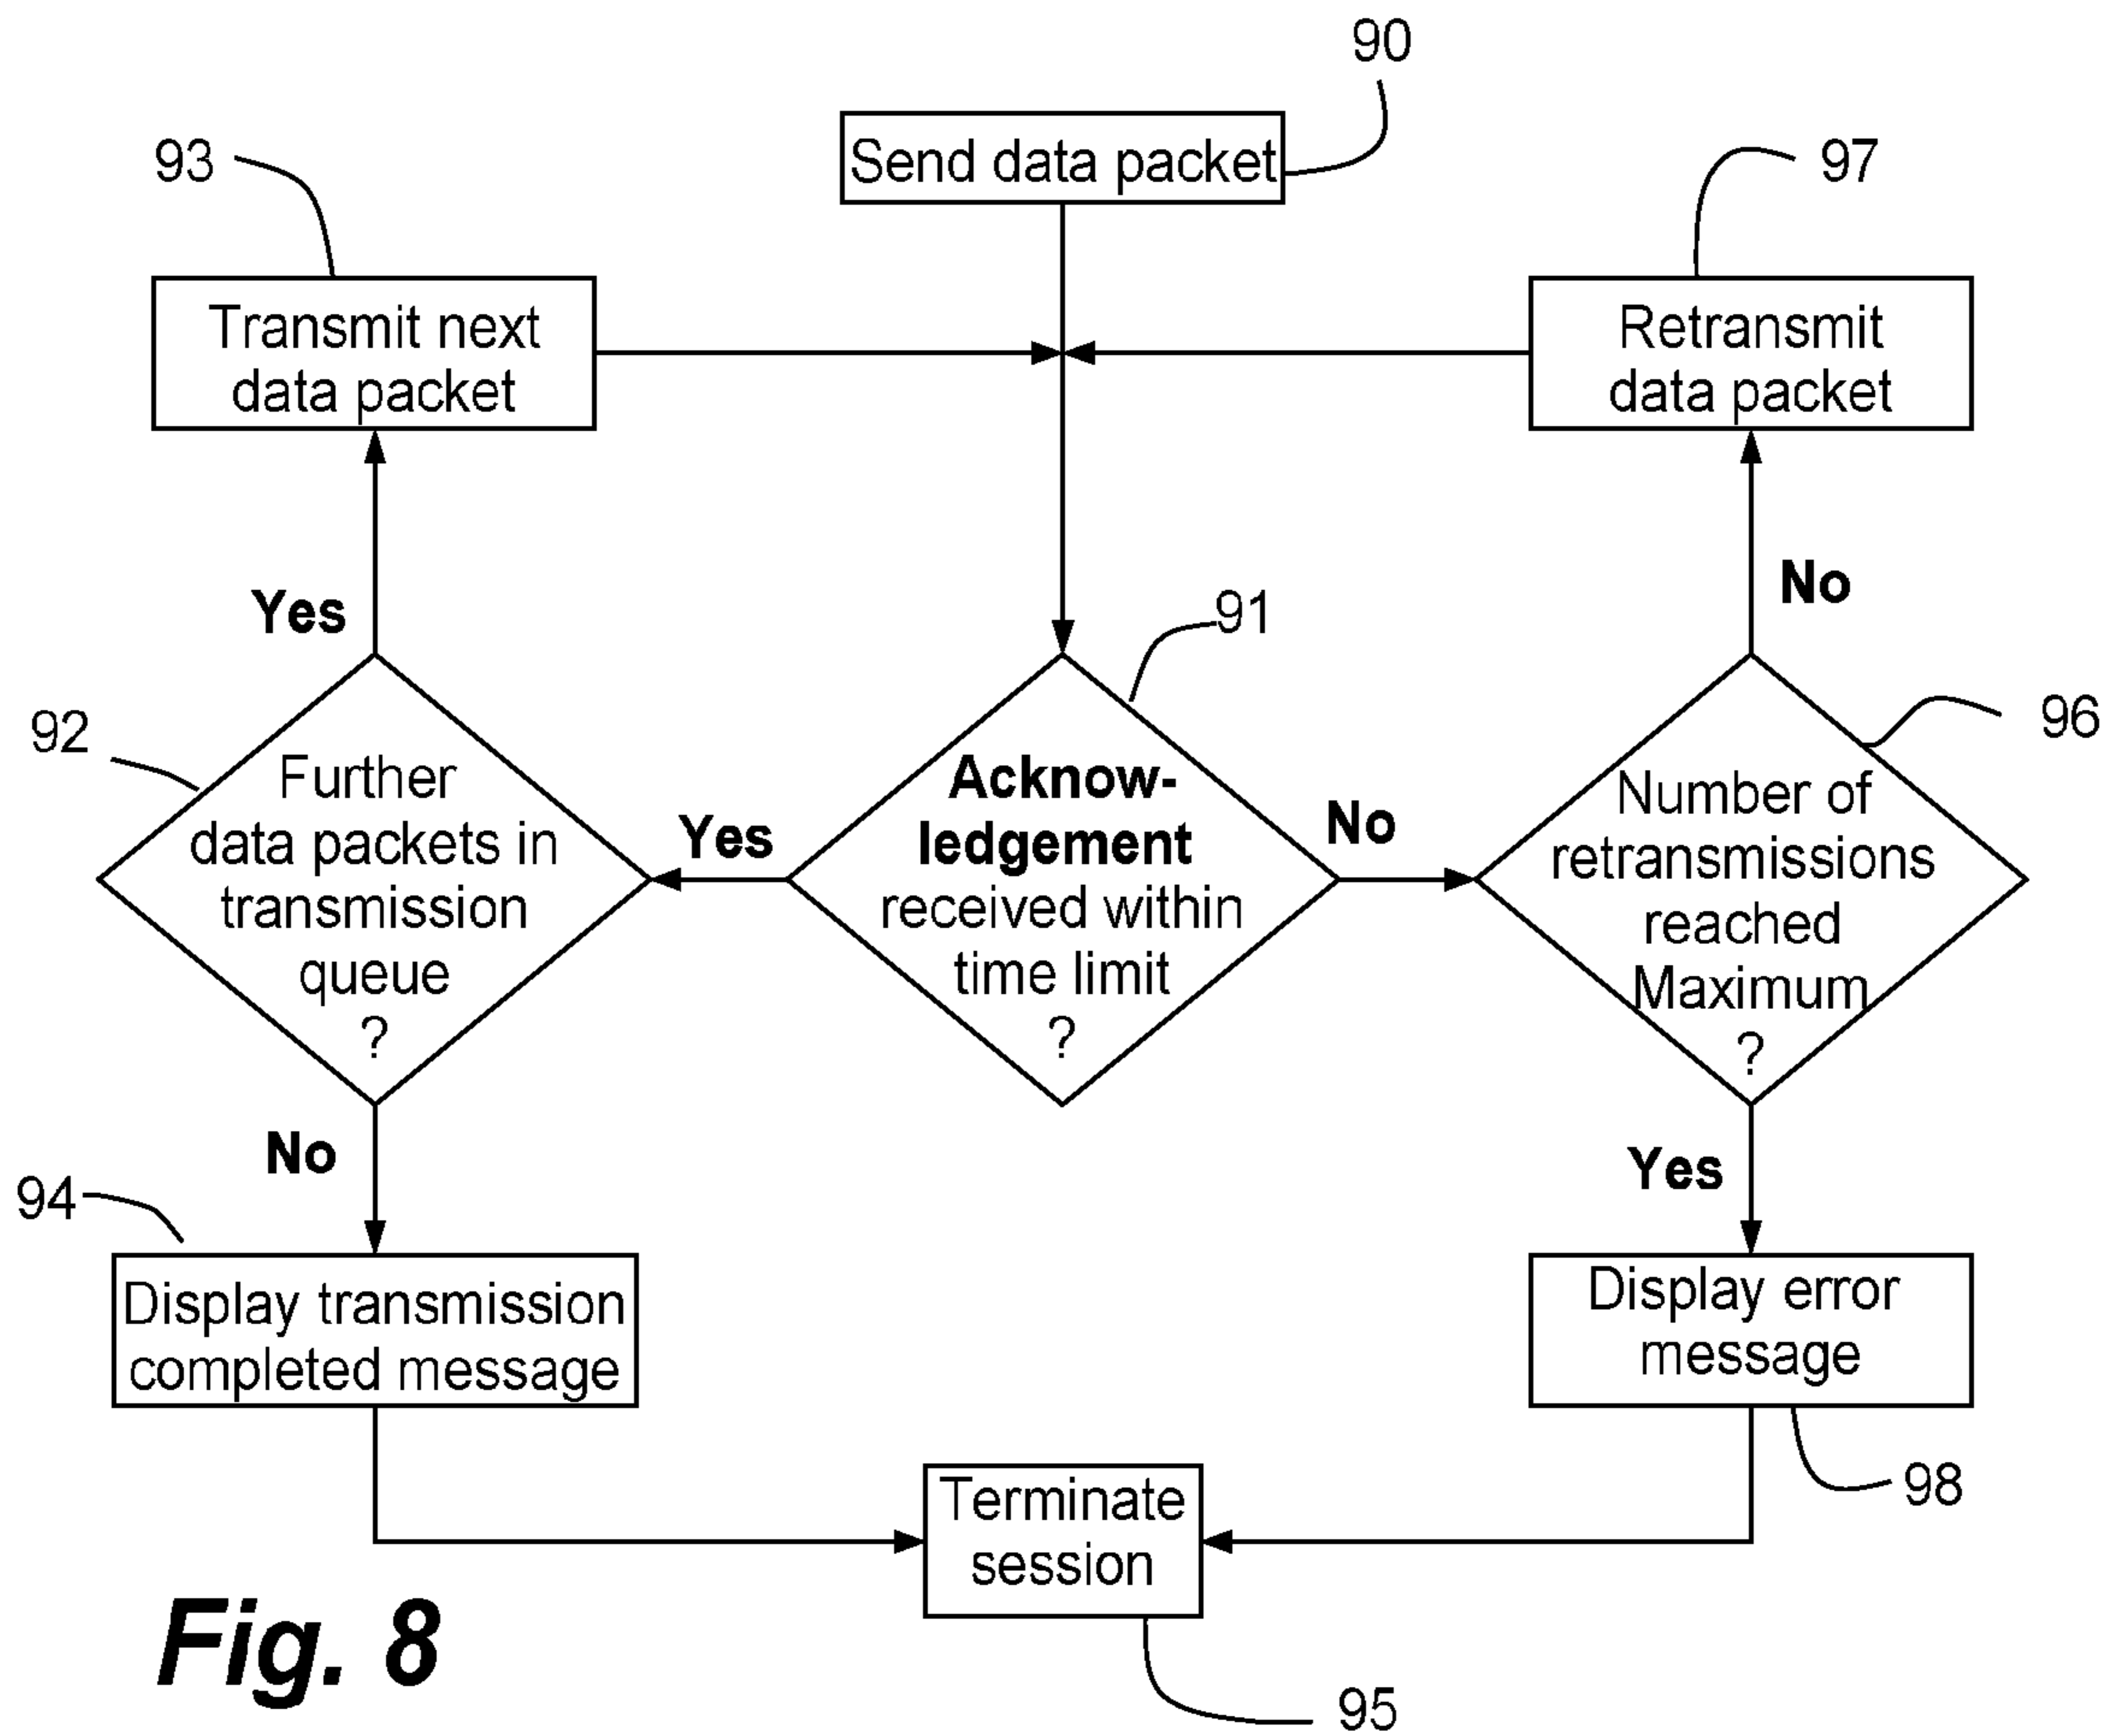 90
Send data packet
93
97
Transmit next
data packet
Retransmit
data packet
Yes
91
No
92
96
Further
data packets in
transmission
queue
?
Yes
Acknow-
ledgement
received within
time limit
?
No
Number of
retransmissions
reached
Maximum
?
No
Yes
94
Display transmission
completed message
Display error
message
98
Terminate
session
95
Fig. 8